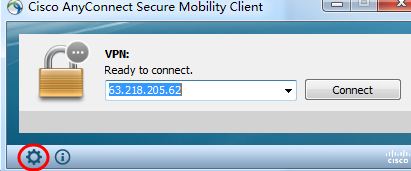 Cisco AnyConnect Secure Mobility Client
VPN:
Ready to connect.
63.218.205.62
Connect
cisco